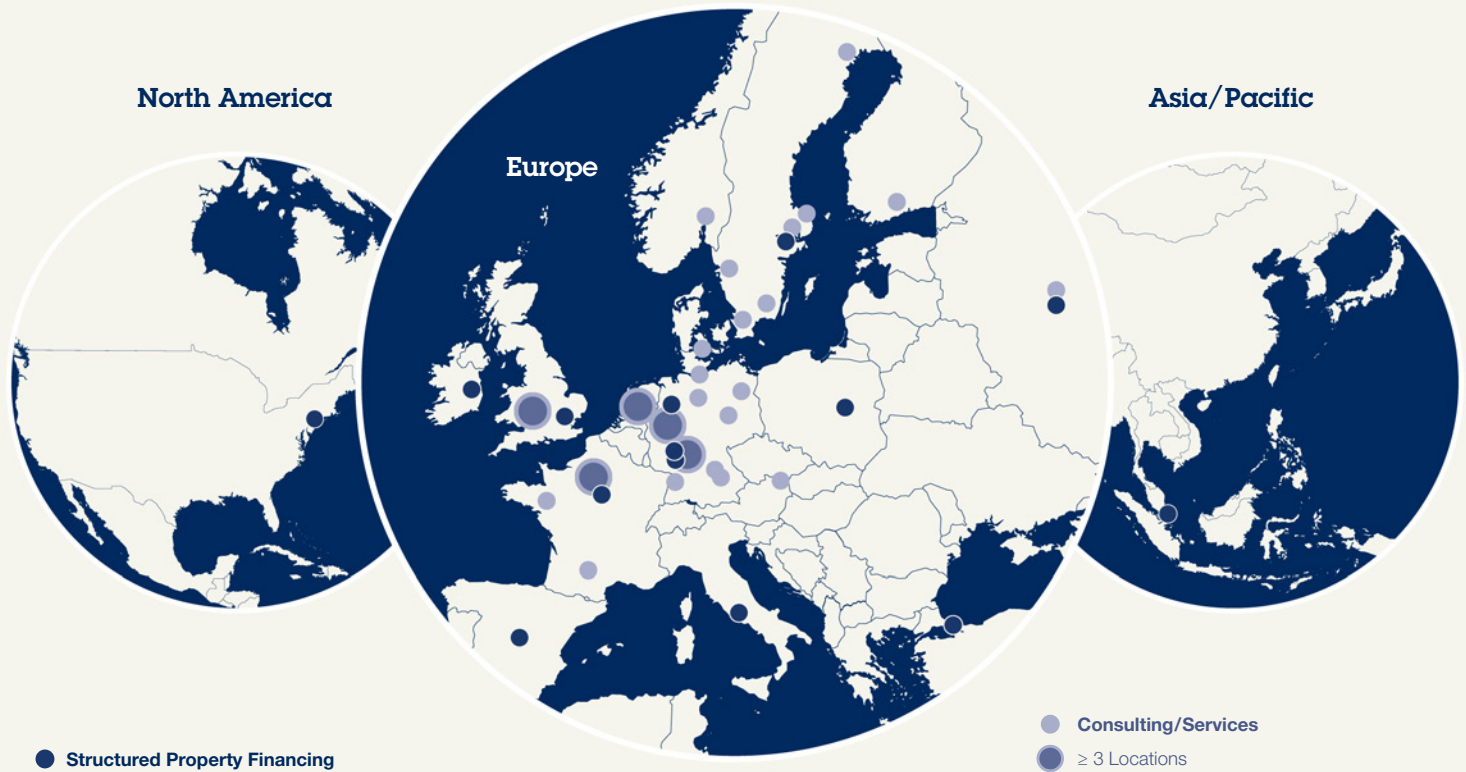 North America
Europe
Asia/Pacific
Structured Property Financing
Consulting/Services
≥ 3 Locations